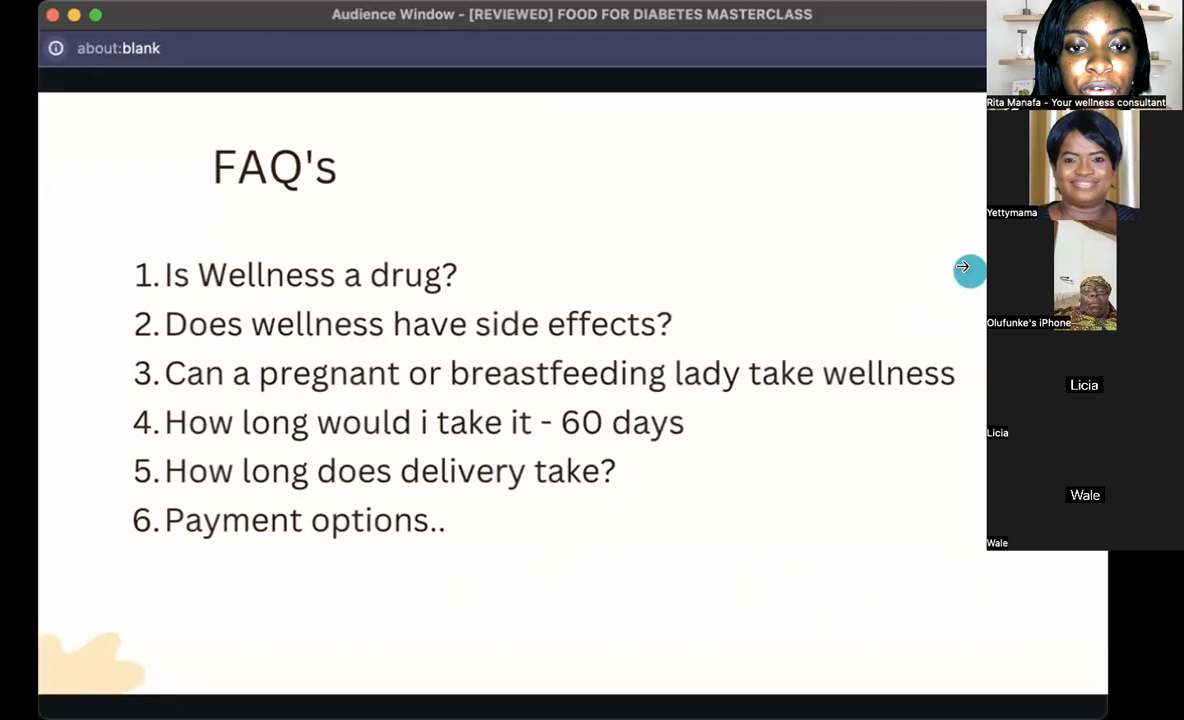 Audience Window - [REVIEWED] FOOD FOR DIABETES MASTERCLASS
about:blank
FAQ's
1. Is Wellness a drug?
2. Does wellness have side effects?
3. Can a pregnant or breastfeeding lady take wellness
4. How long would i take it - 60 days
5. How long does delivery take?
6. Payment options..
Rita Manafa - Your wellness consultant
Yettymama
Olufunke's iPhone
Licia
Licia
Wale
Wale